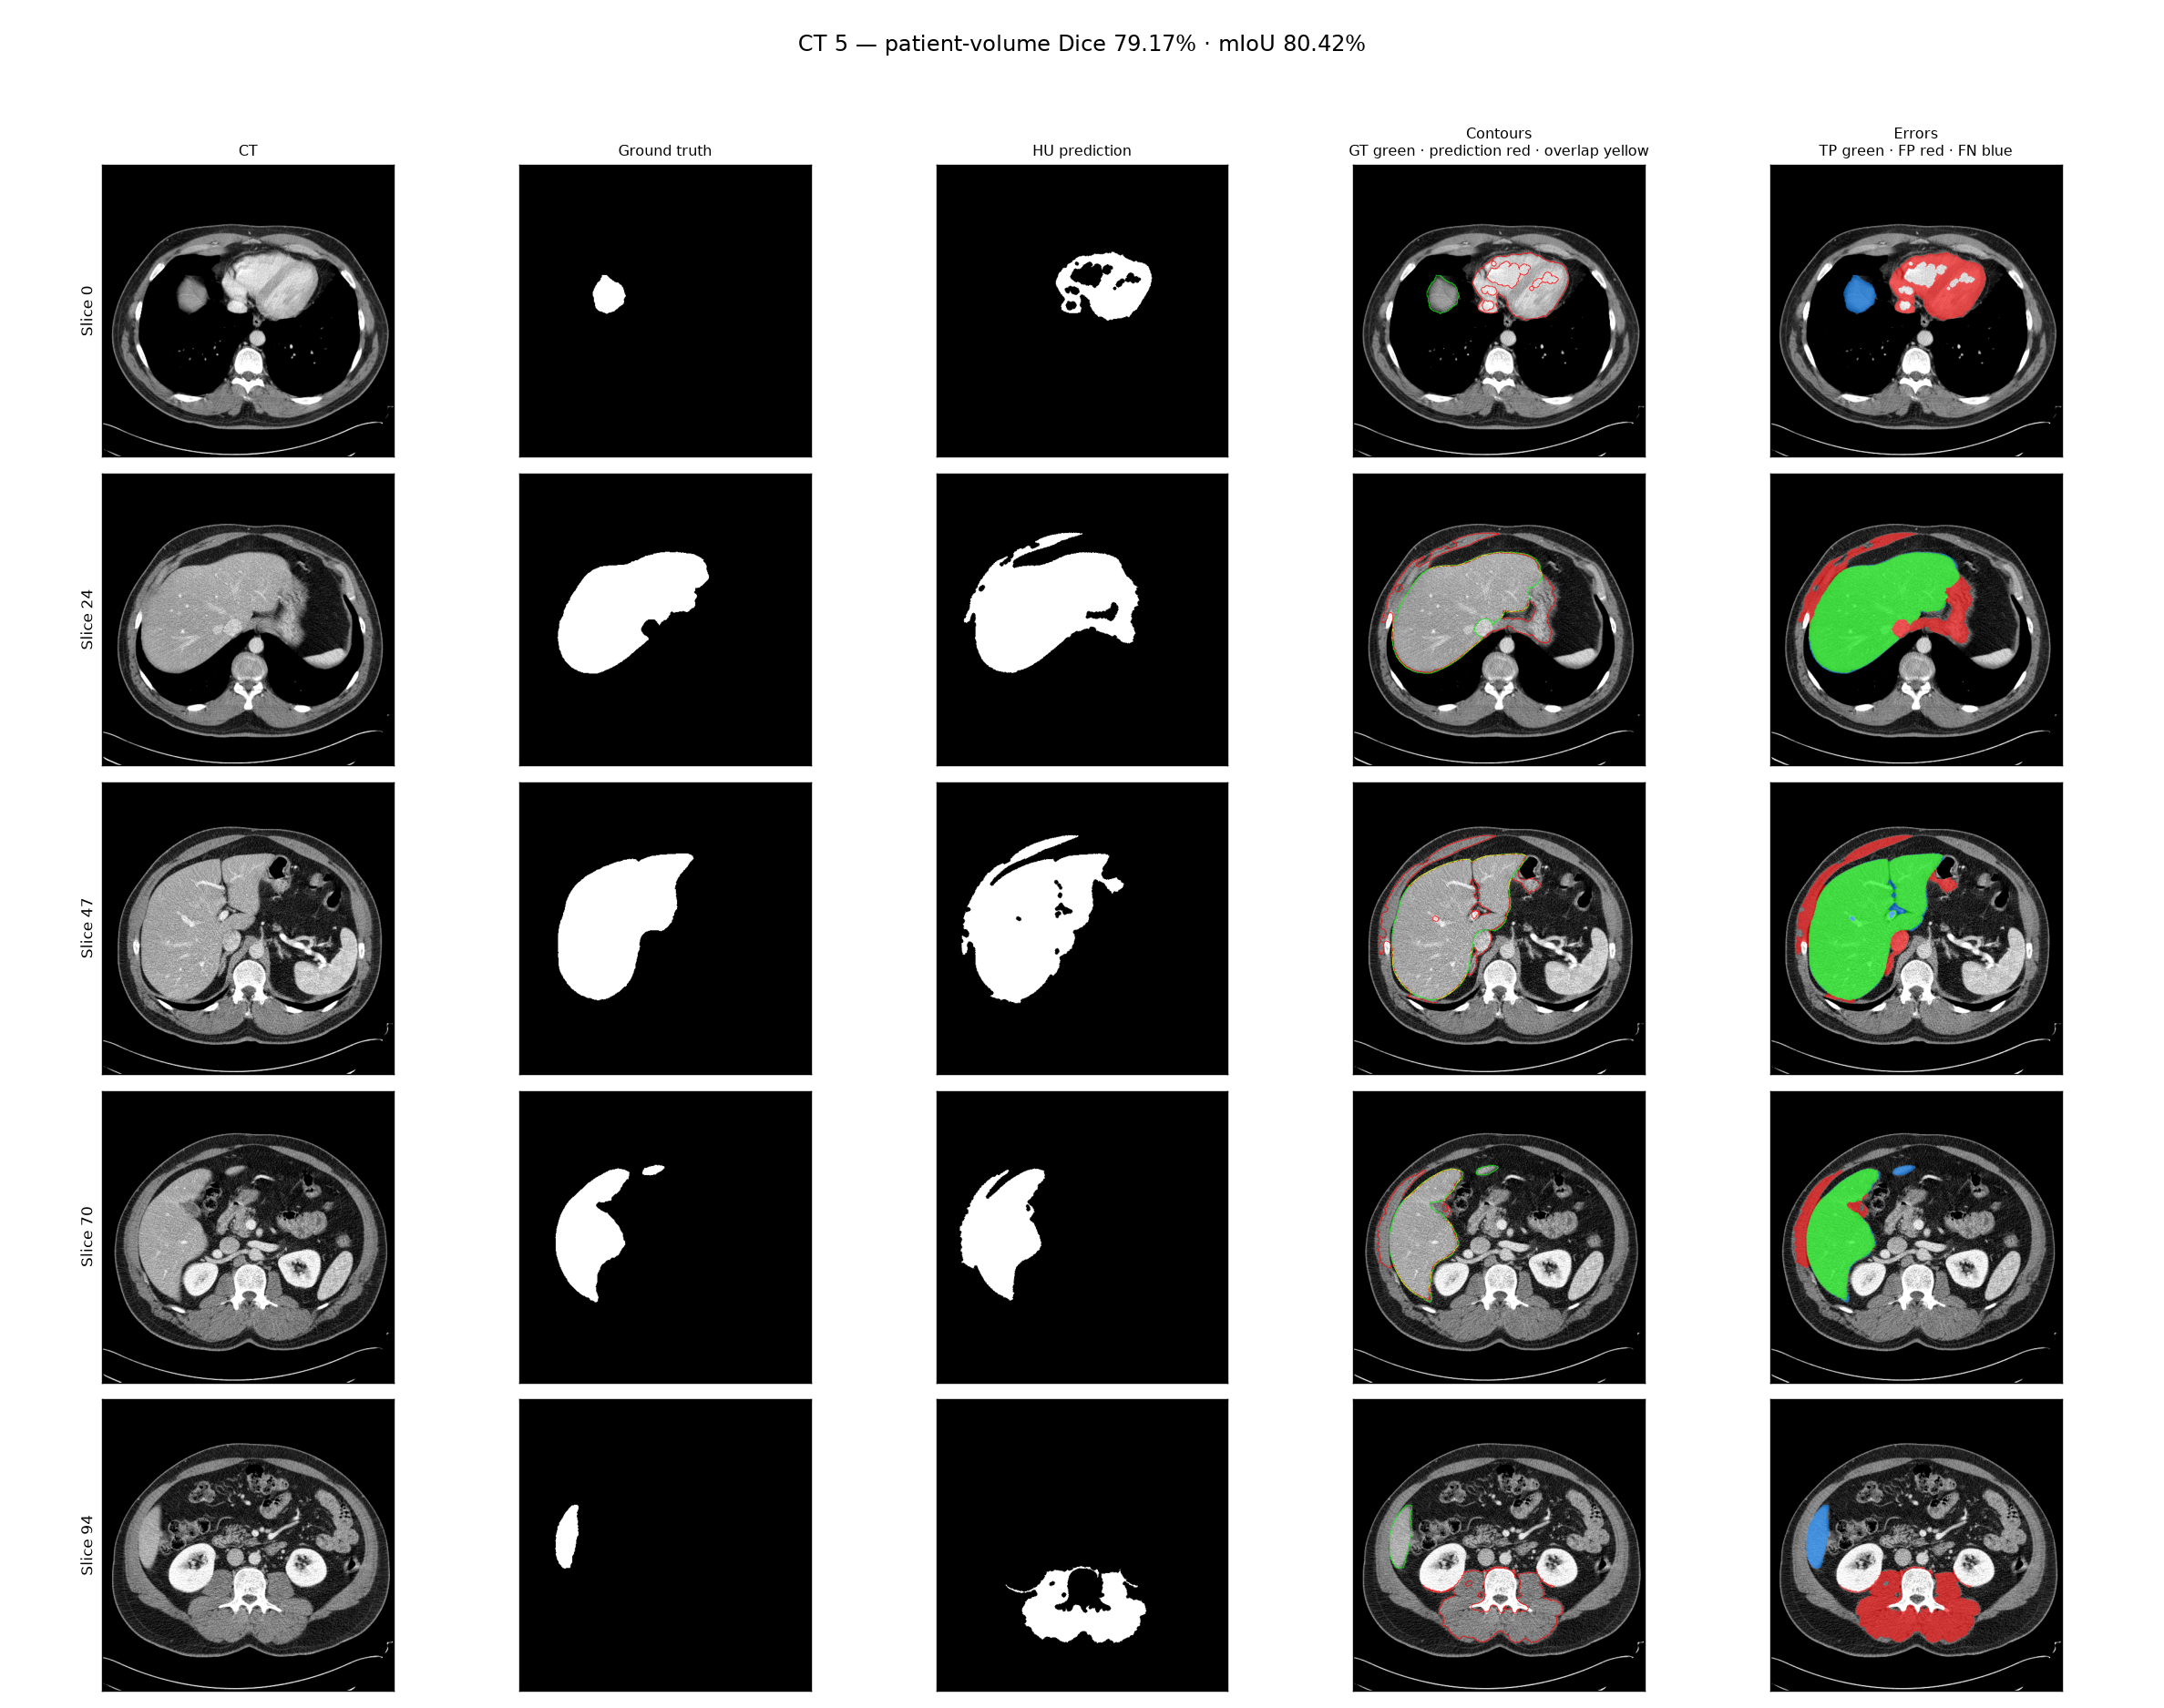 CT 5 — patient-volume Dice 79.17% · mIoU 80.42%
CT
Ground truth
HU prediction
Contours
GT green · prediction red · overlap yellow
Errors
TP green · FP red · FN blue
Slice 0
Slice 24
Slice 47
Slice 70
Slice 94